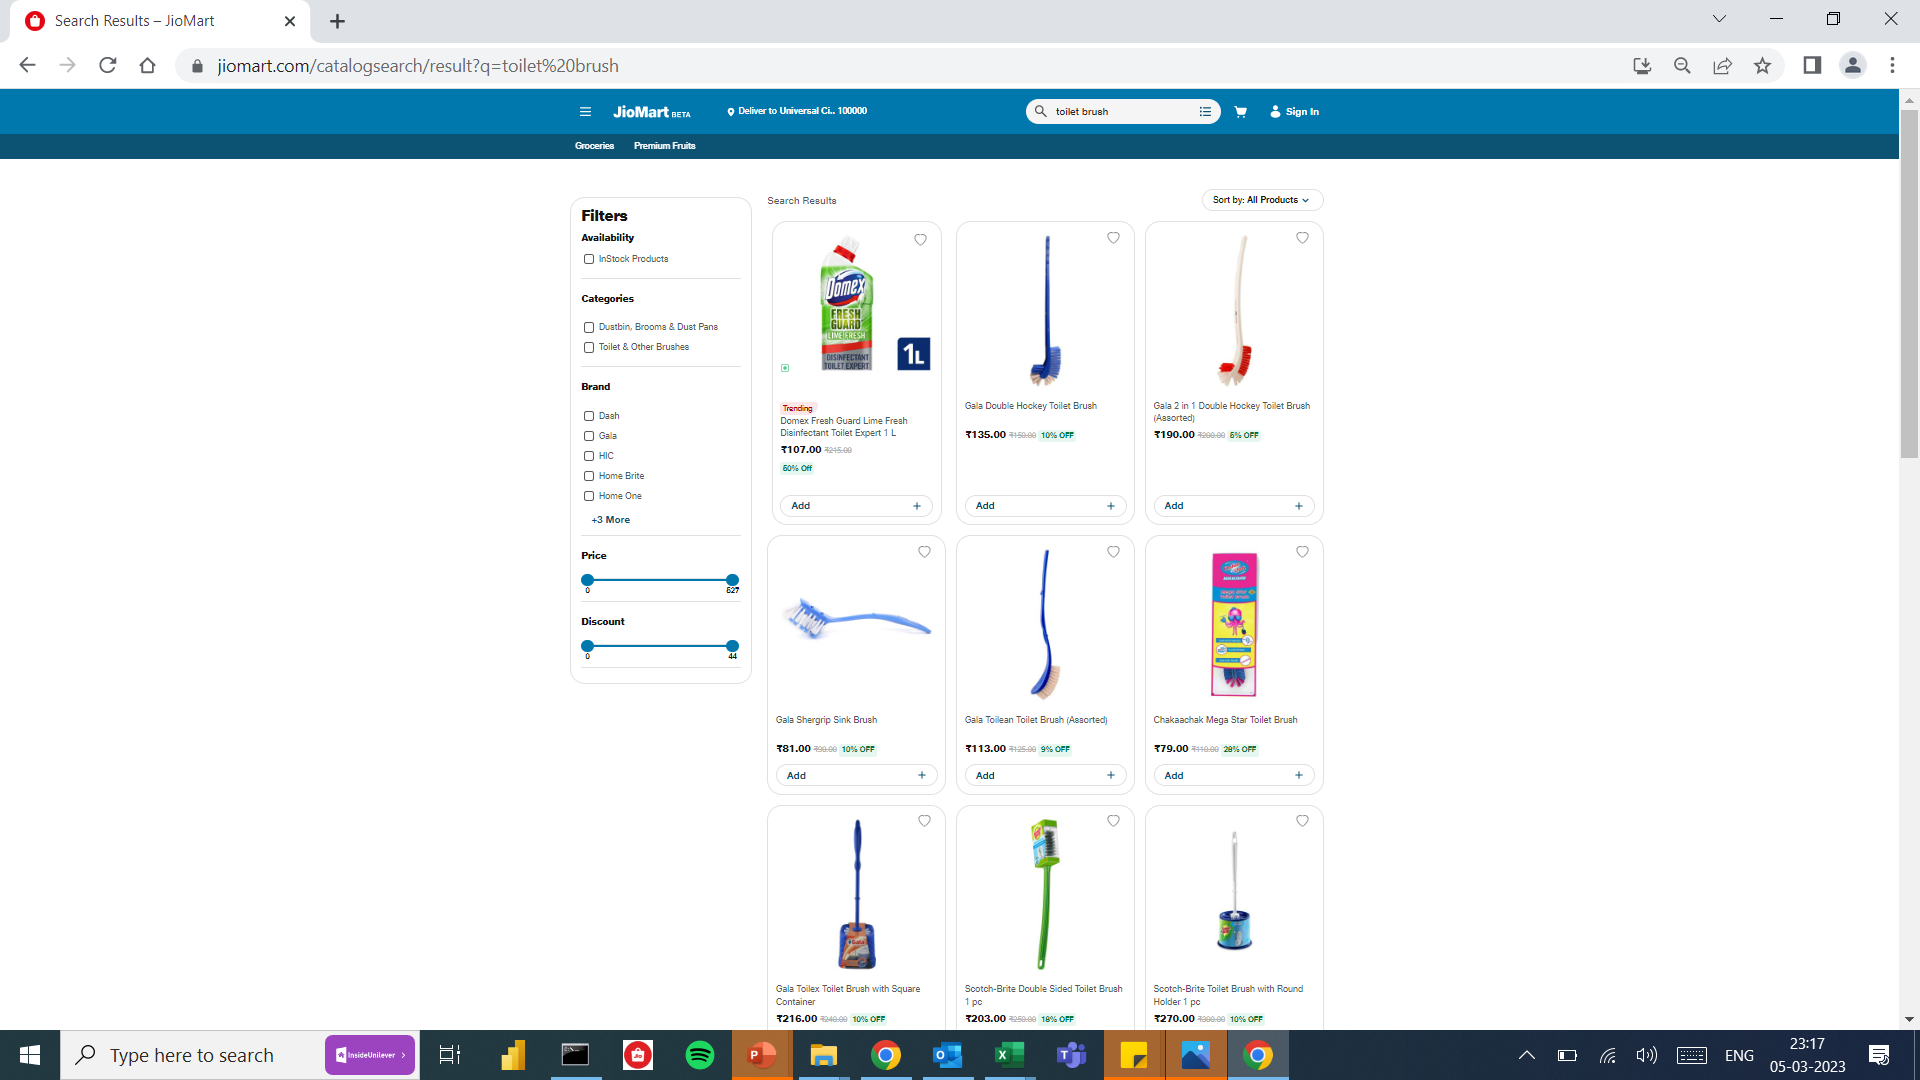 Search Results – JioMart
jiomart.com/catalogsearch/result?q=toilet%20brush
JioMart BETA
Deliver to Universal Ci.. 100000
toilet brush
Sign In
Groceries
Premium Fruits
Filters
Availability
InStock Products
Categories
Dustbin, Brooms & Dust Pans
Toilet & Other Brushes
Brand
Dash
Gala
HIC
Home Brite
Home One
+3 More
Price
0
527
Discount
0
44
Search Results
Sort by: All Products
Domex
FRESH
GUARD
LIME FRESH
DISINFECTANT
TOILET EXPERT
1L
Trending
Domex Fresh Guard Lime Fresh
Disinfectant Toilet Expert 1 L
₹107.00 ₹215.00
50% Off
Add +
Gala Double Hockey Toilet Brush
₹135.00 ₹150.00 10% OFF
Add +
Gala 2 in 1 Double Hockey Toilet Brush
(Assorted)
₹190.00 ₹200.00 5% OFF
Add +
Gala Shergrip Sink Brush
₹81.00 ₹90.00 10% OFF
Add +
Gala Toilean Toilet Brush (Assorted)
₹113.00 ₹125.00 9% OFF
Add +
Chakaachak Mega Star Toilet Brush
₹79.00 ₹110.00 28% OFF
Add +
Gala
Gala Toilex Toilet Brush with Square
Container
₹216.00 ₹240.00 10% OFF
Scotch-Brite Double Sided Toilet Brush
1 pc
₹203.00 ₹250.00 18% OFF
Scotch-Brite Toilet Brush with Round
Holder 1 pc
₹270.00 ₹300.00 10% OFF
Type here to search
InsideUnilever
ENG
23:17
05-03-2023